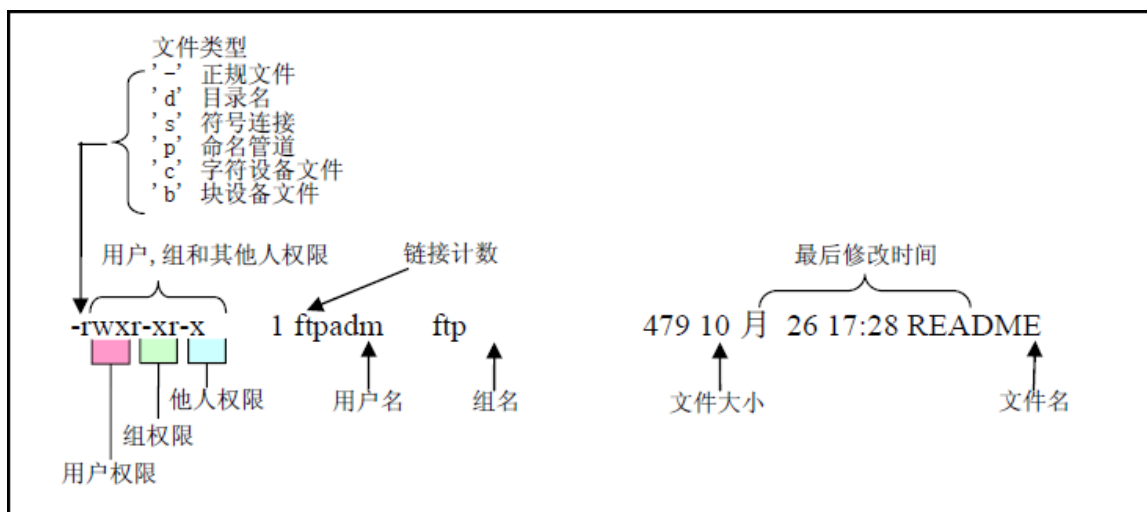 文件类型
'-' 正规文件
'd' 目录名
's' 符号连接
'p' 命名管道
'c' 字符设备文件
'b' 块设备文件
用户,组和其他人权限
链接计数
最后修改时间
-rwxr-xr-x 1 ftpadm ftp 479 10 月 26 17:28 README
他人权限
用户名
组名
文件大小
文件名
组权限
用户权限